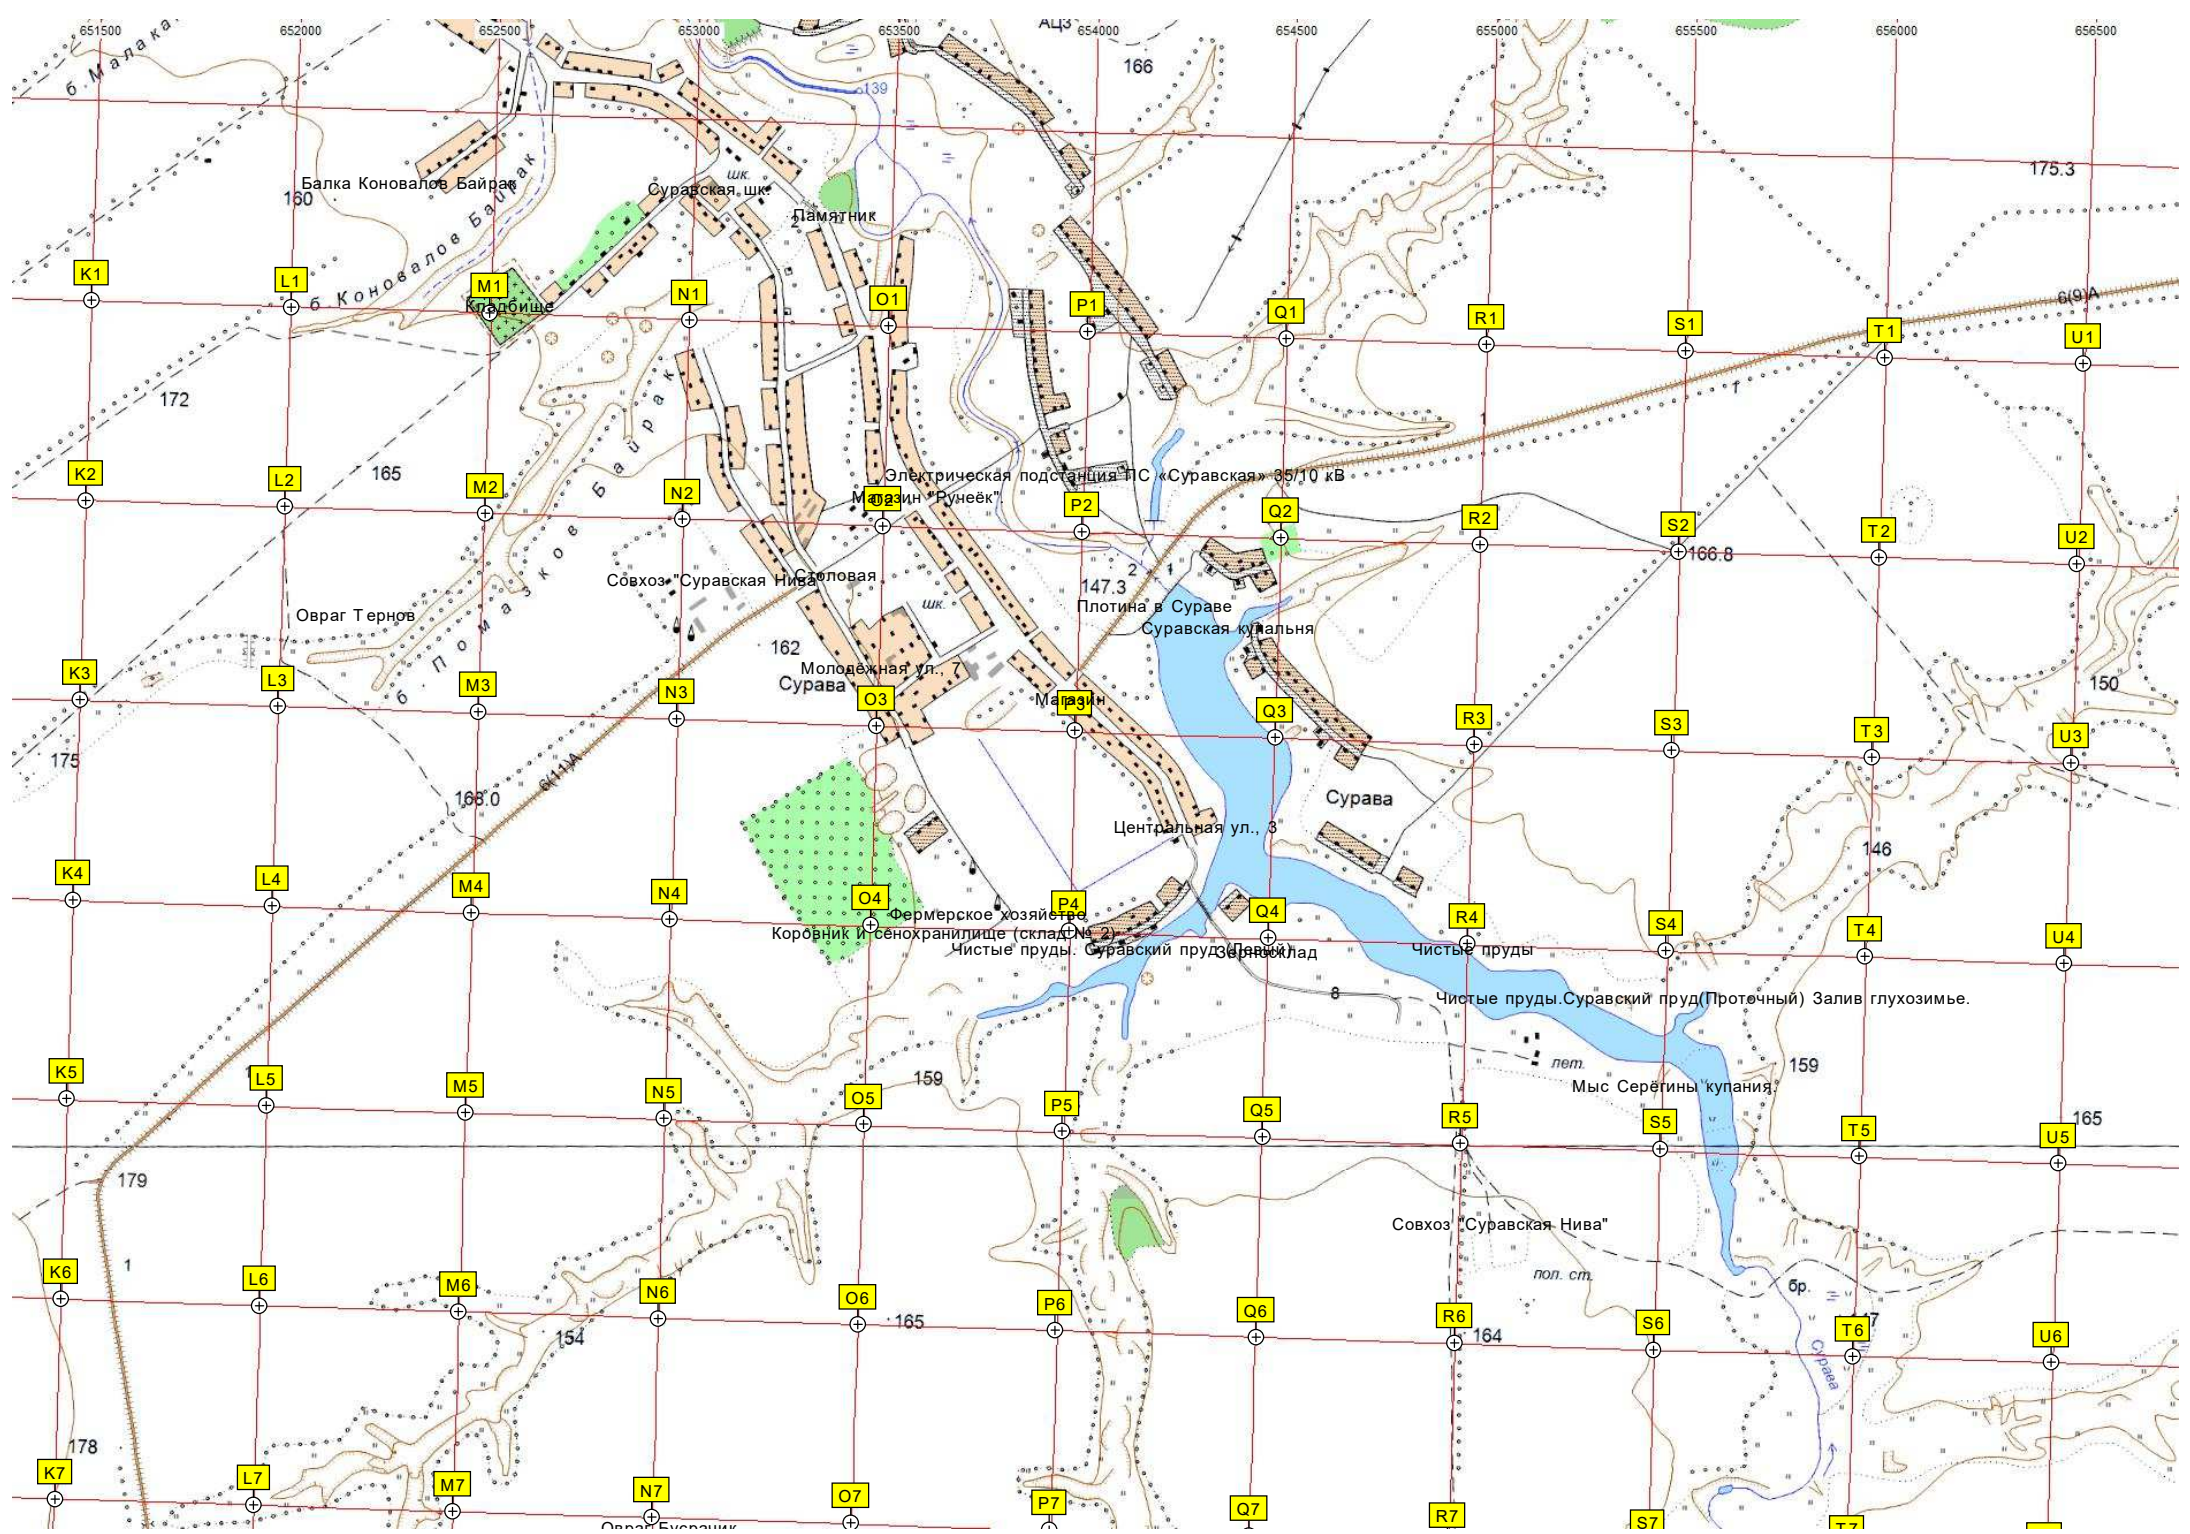 651500 652000 652500 653000 653500 654000 654500 655000 655500 656000 656500
б. Малака
139
166
175.3
160
Балка Коновалов Байрак
б. Коновалов Байрак
шк.
Суравская шк.
Памятник
2
6(9)А
K1 L1 M1 N1 O1 P1 Q1 R1 S1 T1 U1
Кладбище
172
1
1
165
K2 L2 M2 N2 O2 P2 Q2 R2 S2 T2 U2
Электрическая подстанция ПС «Суравская» 35/10 кВ
Магазин "Ручеёк".
166.8
б. Помазков Байрак
Совхоз "Суравская Нива"
Столовая
147.3
2
1
шк.
Плотина в Сураве
Суравская купальня
Овраг Тернов
162
Молодёжная ул., 7
Сурава
150
K3 L3 M3 N3 O3 P3 Q3 R3 S3 T3 U3
Магазин
175
6(11)А
168.0
Сурава
Центральная ул., 3
146
K4 L4 M4 N4 O4 P4 Q4 R4 S4 T4 U4
Фермерское хозяйство
Коровник и сенохранилище (склад № 2)
Чистые пруды. Суравский пруд (Левый)
Зерносклад
Чистые пруды
8
Чистые пруды.Суравский пруд(Проточный) Залив глухозимье.
лет.
159
159
Мыс Серёгины купания.
165
K5 L5 M5 N5 O5 P5 Q5 R5 S5 T5 U5
179
Совхоз "Суравская Нива"
1
пол. ст.
бр.
K6 L6 M6 N6 O6 P6 Q6 R6 S6 T6 U6
154
165
164
Сурава
178
K7 L7 M7 N7 O7 P7 Q7 R7 S7 T7
Овраг Бусрачик